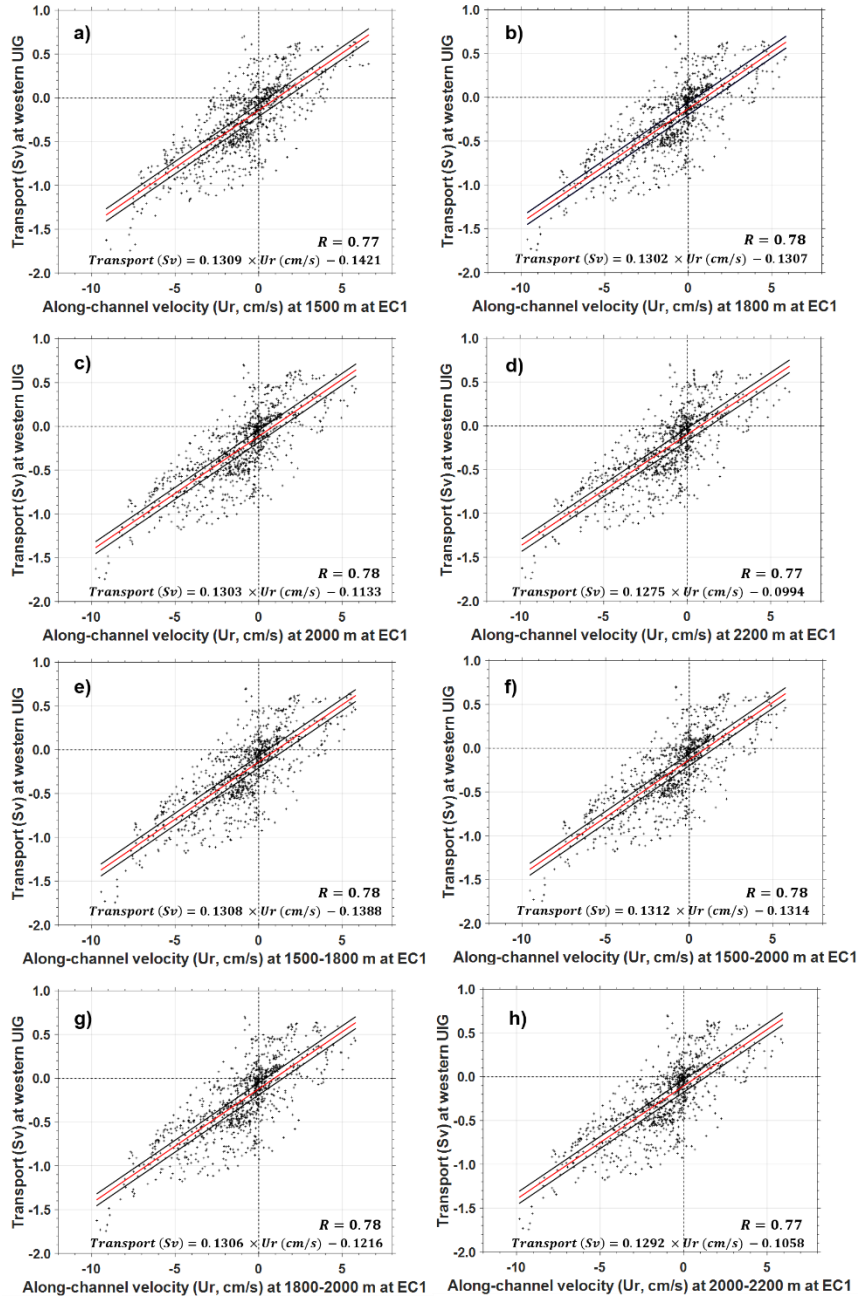 a)
Transport (Sv) at western UIG
1.0
0.5
0.0
-0.5
-1.0
-1.5
-2.0
R = 0.77
Transport (Sv) = 0.1309 × Ur (cm/s) − 0.1421
-10 -5 0 5
Along-channel velocity (Ur, cm/s) at 1500 m at EC1
b)
Transport (Sv) at western UIG
1.0
0.5
0.0
-0.5
-1.0
-1.5
-2.0
R = 0.78
Transport (Sv) = 0.1302 × Ur (cm/s) − 0.1307
-10 -5 0 5
Along-channel velocity (Ur, cm/s) at 1800 m at EC1
c)
Transport (Sv) at western UIG
1.0
0.5
0.0
-0.5
-1.0
-1.5
-2.0
R = 0.78
Transport (Sv) = 0.1303 × Ur (cm/s) − 0.1133
-10 -5 0 5
Along-channel velocity (Ur, cm/s) at 2000 m at EC1
d)
Transport (Sv) at western UIG
1.0
0.5
0.0
-0.5
-1.0
-1.5
-2.0
R = 0.77
Transport (Sv) = 0.1275 × Ur (cm/s) − 0.0994
-10 -5 0 5
Along-channel velocity (Ur, cm/s) at 2200 m at EC1
e)
Transport (Sv) at western UIG
1.0
0.5
0.0
-0.5
-1.0
-1.5
-2.0
R = 0.78
Transport (Sv) = 0.1308 × Ur (cm/s) − 0.1388
-10 -5 0 5
Along-channel velocity (Ur, cm/s) at 1500-1800 m at EC1
f)
Transport (Sv) at western UIG
1.0
0.5
0.0
-0.5
-1.0
-1.5
-2.0
R = 0.78
Transport (Sv) = 0.1312 × Ur (cm/s) − 0.1314
-10 -5 0 5
Along-channel velocity (Ur, cm/s) at 1500-2000 m at EC1
g)
Transport (Sv) at western UIG
1.0
0.5
0.0
-0.5
-1.0
-1.5
-2.0
R = 0.78
Transport (Sv) = 0.1306 × Ur (cm/s) − 0.1216
-10 -5 0 5
Along-channel velocity (Ur, cm/s) at 1800-2000 m at EC1
h)
Transport (Sv) at western UIG
1.0
0.5
0.0
-0.5
-1.0
-1.5
-2.0
R = 0.77
Transport (Sv) = 0.1292 × Ur (cm/s) − 0.1058
-10 -5 0 5
Along-channel velocity (Ur, cm/s) at 2000-2200 m at EC1